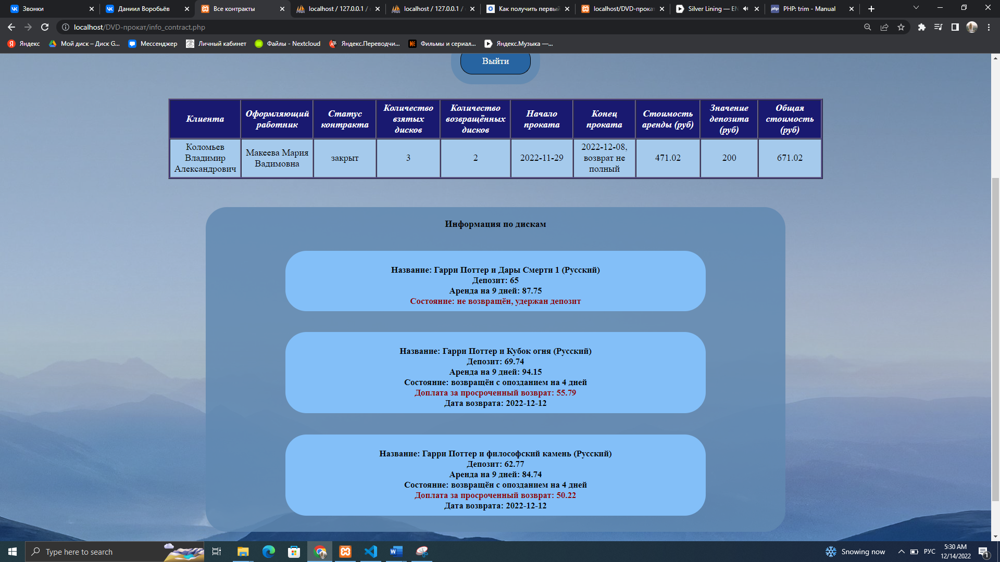 Звонки
Даниил Воробьёв
Все контракты
localhost / 127.0.0.1 /
localhost / 127.0.0.1 /
Как получить первый
localhost/DVD-прокат
Silver Lining — EN
PHP: trim - Manual
localhost/DVD-прокат/info_contract.php
Яндекс
Мой диск – Диск G...
Мессенджер
Личный кабинет
Файлы - Nextcloud
Яндекс.Переводчи...
Фильмы и сериал...
Яндекс.Музыка —...
Выйти
Клиента
Оформляющий
работник
Статус
контракта
Количество
взятых
дисков
Количество
возвращённых
дисков
Начало
проката
Конец
проката
Стоимость
аренды (руб)
Значение
депозита
(руб)
Общая
стоимость
(руб)
Коломьев
Владимир
Александрович
Макеева Мария
Вадимовна
закрыт
3
2
2022-11-29
2022-12-08,
возврат не
полный
471.02
200
671.02
Информация по дискам
Название: Гарри Поттер и Дары Смерти 1 (Русский)
Депозит: 65
Аренда на 9 дней: 87.75
Состояние: не возвращён, удержан депозит
Название: Гарри Поттер и Кубок огня (Русский)
Депозит: 69.74
Аренда на 9 дней: 94.15
Состояние: возвращён с опозданием на 4 дней
Доплата за просроченный возврат: 55.79
Дата возврата: 2022-12-12
Название: Гарри Поттер и философский камень (Русский)
Депозит: 62.77
Аренда на 9 дней: 84.74
Состояние: возвращён с опозданием на 4 дней
Доплата за просроченный возврат: 50.22
Дата возврата: 2022-12-12
Type here to search
Snowing now
РУС
5:30 AM
12/14/2022
1